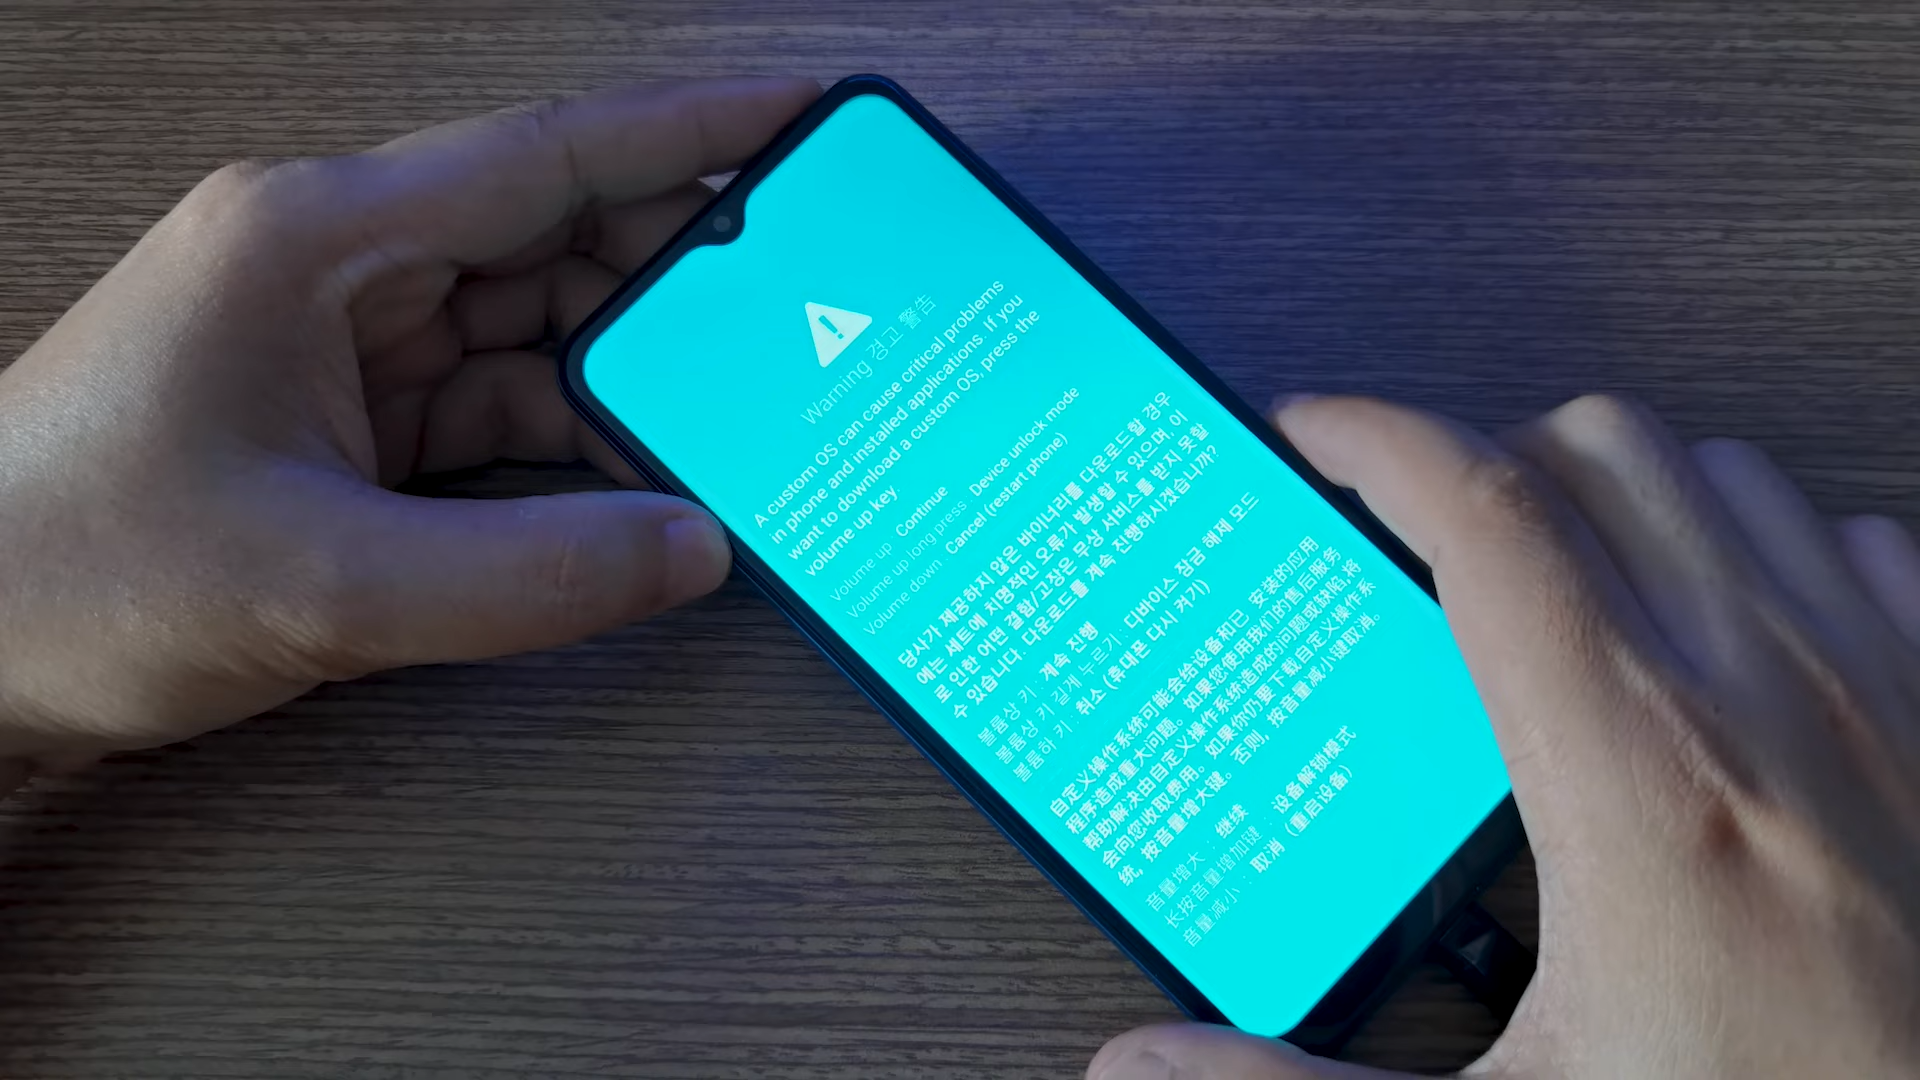 Warning 경고 警告
A custom OS can cause critical problems
in phone and installed applications. If you
want to download a custom OS, press the
volume up key
Volume up : Continue
Volume up long press : Device unlock mode
Volume down : Cancel (restart phone)
당사가 제공하지 않은 바이너리를 다운로드할 경우
에는 세트에 치명적인 오류가 발생할 수 있으며, 이
로 인한 어떤 결함/고장은 무상 서비스를 받지 못할
수 있습니다. 다운로드를 계속 진행하시겠습니까?
볼륨상 키 : 계속 진행
볼륨상 키 길게 누르기 : 디바이스 잠금 해제 모드
볼륨하 키 : 취소 (휴대폰 다시 켜기)
自定义操作系统可能会给设备和已 安装的应用
程序造成重大问题。如果您使用我们的售后服务
帮助解决由自定义操作系统造成的问题或缺陷,将
会向您收取费用。如果你仍要下载自定义操作系
统, 按音量增大键。否则, 按音量减小键取消。
音量增大 : 继续
长按音量增加键 : 设备解锁模式
音量减小 : 取消 (重启设备)